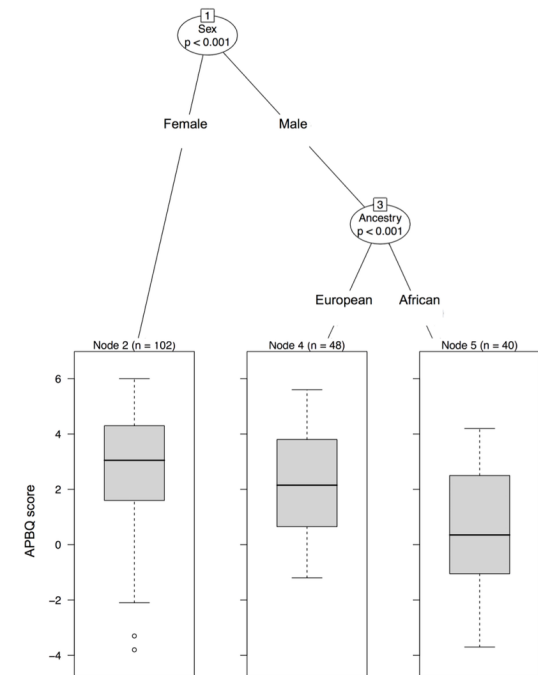 1
Sex
p < 0.001
Female
Male
3
Ancestry
p < 0.001
European
African
Node 2 (n = 102)
Node 4 (n = 48)
Node 5 (n = 40)
6
4
2
0
−2
−4
APBQ score